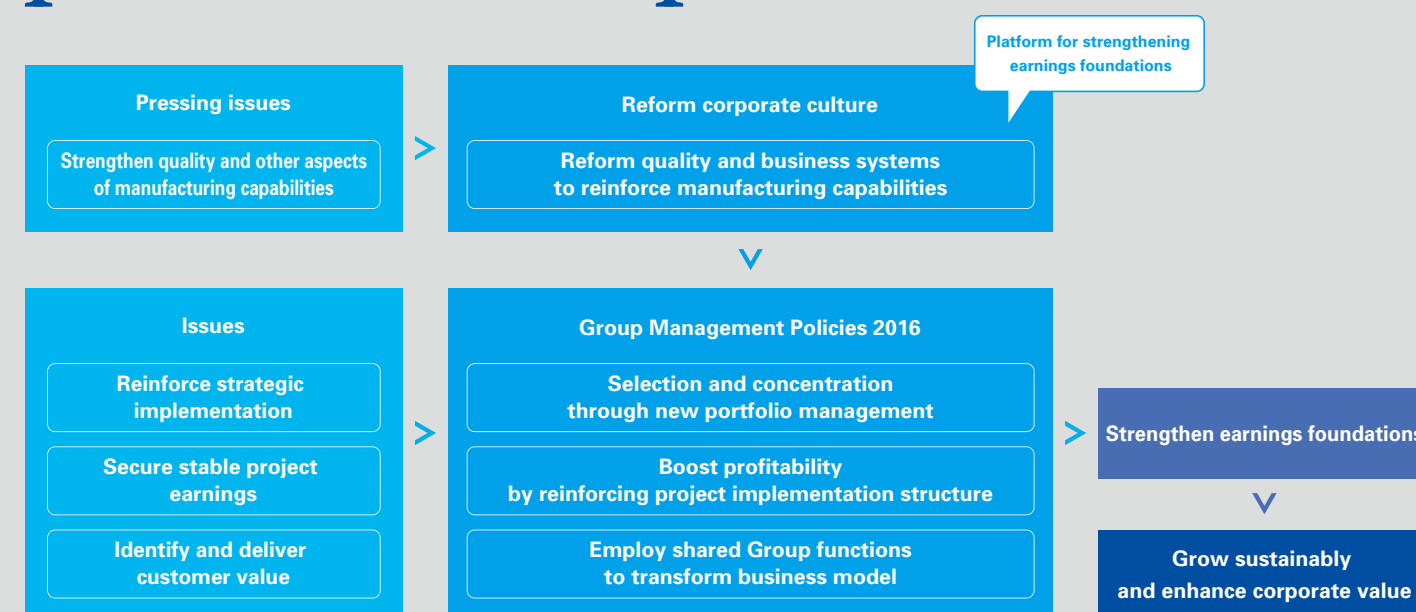 Platform for strengthening
earnings foundations
Pressing issues
Strengthen quality and other aspects
of manufacturing capabilities
Reform corporate culture
Reform quality and business systems
to reinforce manufacturing capabilities
Issues
Reinforce strategic
implementation
Secure stable project
earnings
Identify and deliver
customer value
Group Management Policies 2016
Selection and concentration
through new portfolio management
Boost profitability
by reinforcing project implementation structure
Employ shared Group functions
to transform business model
Strengthen earnings foundations
Grow sustainably
and enhance corporate value